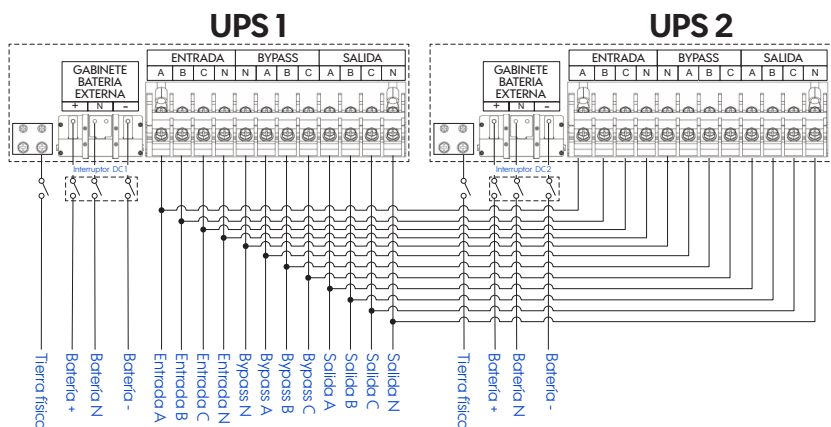 UPS 1
UPS 2
ENTRADA BYPASS SALIDA
A B C N N A B C A B C N
GABINETE
BATERIA
EXTERNA
+ N -
Interruptor DC1
ENTRADA BYPASS SALIDA
A B C N N A B C A B C N
GABINETE
BATERIA
EXTERNA
+ N -
Interruptor DC2
Tierra físic
Batería +
Batería N
Batería -
Entrada A
Entrada B
Entrada C
Entrada N
Bypass N
Bypass A
Bypass B
Bypass C
Salida A
Salida B
Salida C
Salida N
Tierra físic
Batería +
Batería N
Batería -